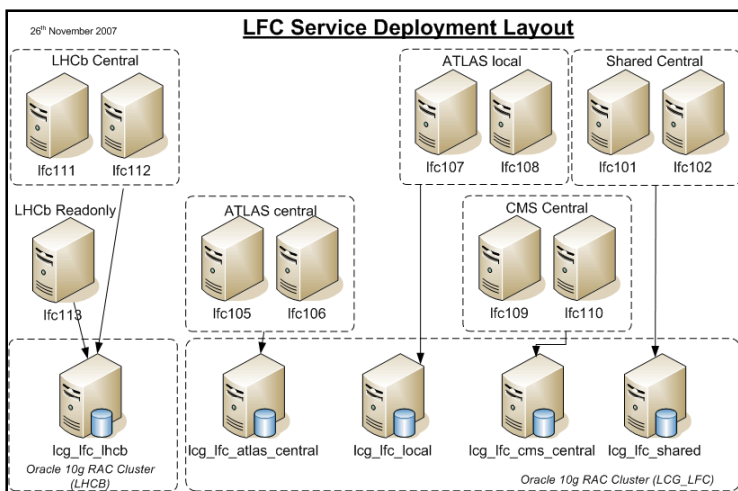 26th November 2007
LFC Service Deployment Layout
LHCb Central
lfc111
lfc112
ATLAS local
lfc107
lfc108
Shared Central
lfc101
lfc102
LHCb Readonly
lfc113
ATLAS central
lfc105
lfc106
CMS Central
lfc109
lfc110
lcg_lfc_lhcb
Oracle 10g RAC Cluster
(LHCB)
lcg_lfc_atlas_central
lcg_lfc_local
lcg_lfc_cms_central
lcg_lfc_shared
Oracle 10g RAC Cluster (LCG_LFC)